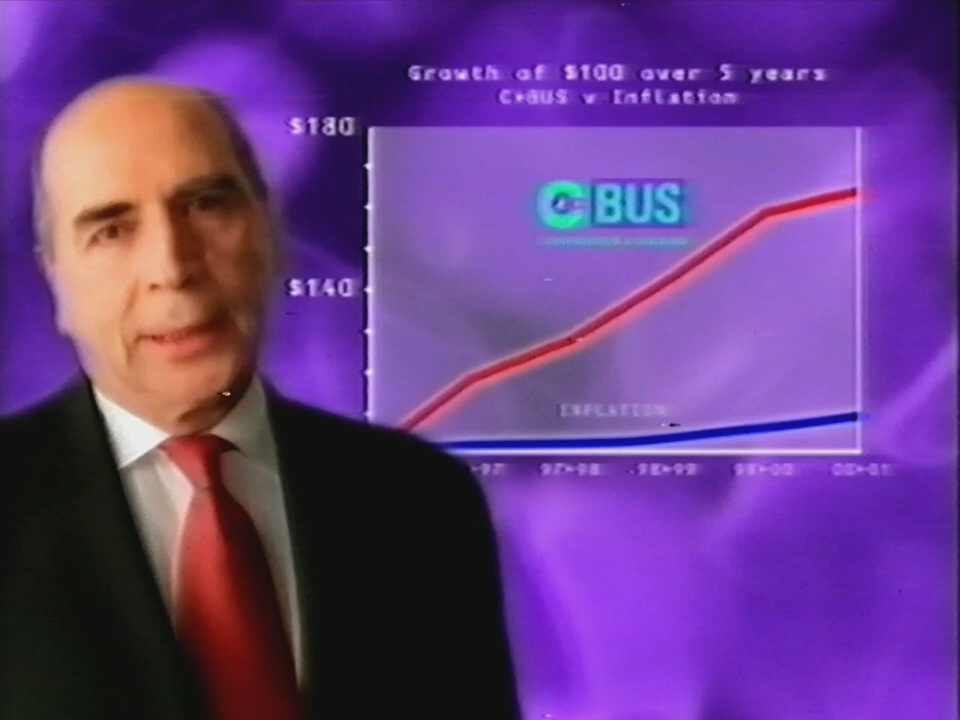 Growth of $100 over 5 years
C+BUS v Inflation
$180
C BUS
$140
INFLATION
97+98 98+99 99+00 00+01